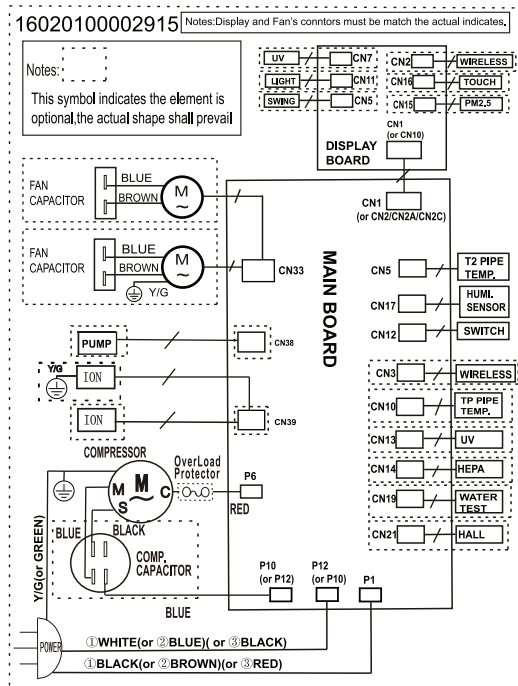 16020100002915
Notes:Display and Fan's conntors must be match the actual indicates.
Notes:
This symbol indicates the element is
optional,the actual shape shall prevail
UV
CN7
LIGHT
CN11
SWING
CN5
CN2
WIRELESS
CN16
TOUCH
CN15
PM2,5
CN1
(or CN10)
DISPLAY
BOARD
CN1
(or CN2/CN2A/CN2C)
FAN
CAPACITOR
BLUE
BROWN
M
FAN
CAPACITOR
BLUE
BROWN
M
Y/G
CN33
MAIN BOARD
CN5
T2 PIPE
TEMP.
CN17
HUMI.
SENSOR
CN12
SWITCH
PUMP
CN38
Y/G
ION
ION
CN39
CN3
WIRELESS
CN10
TP PIPE
TEMP.
CN13
UV
CN14
HEPA
CN19
WATER
TEST
CN21
HALL
COMPRESSOR
OverLoad
Protector
M
M
C
S
P6
RED
BLACK
BLUE
COMP.
CAPACITOR
Y/G(or GREEN)
BLUE
P10
(or P12)
P12
(or P10)
P1
POWER
①WHITE(or ②BLUE)( or ③BLACK)
①BLACK(or ②BROWN)(or ③RED)